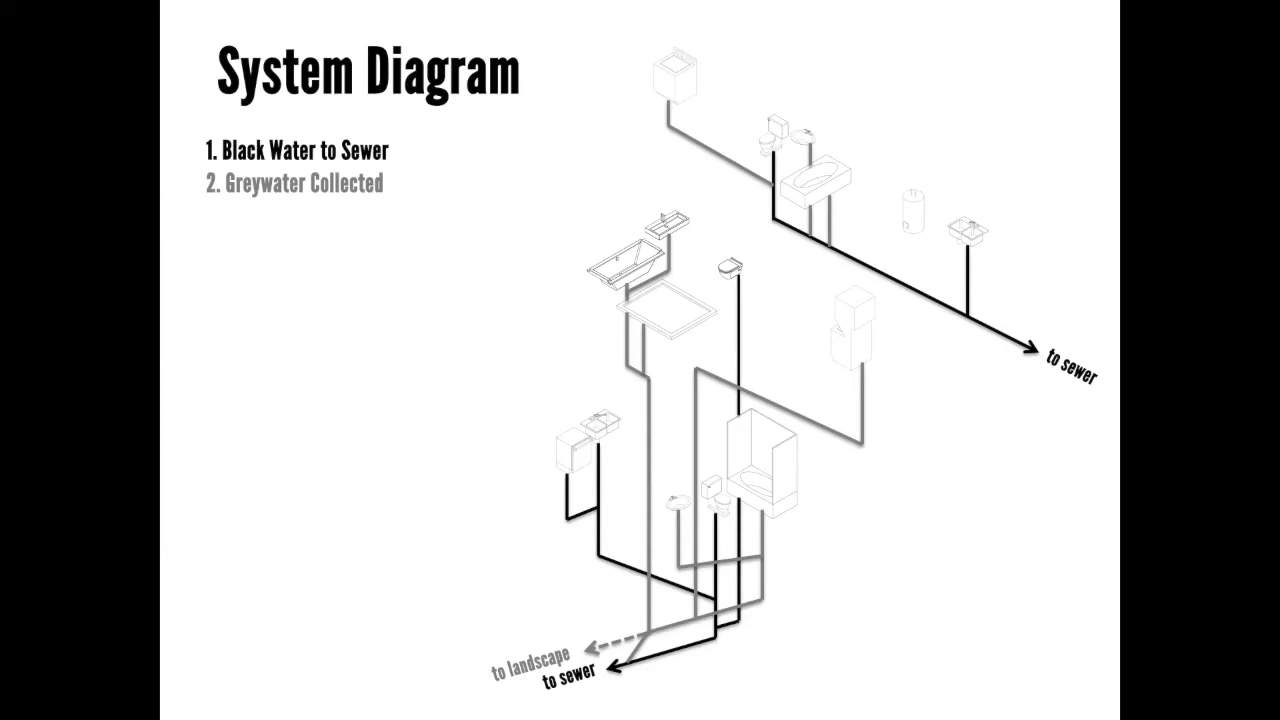 System Diagram
1. Black Water to Sewer
2. Greywater Collected
to sewer
to landscape
to sewer